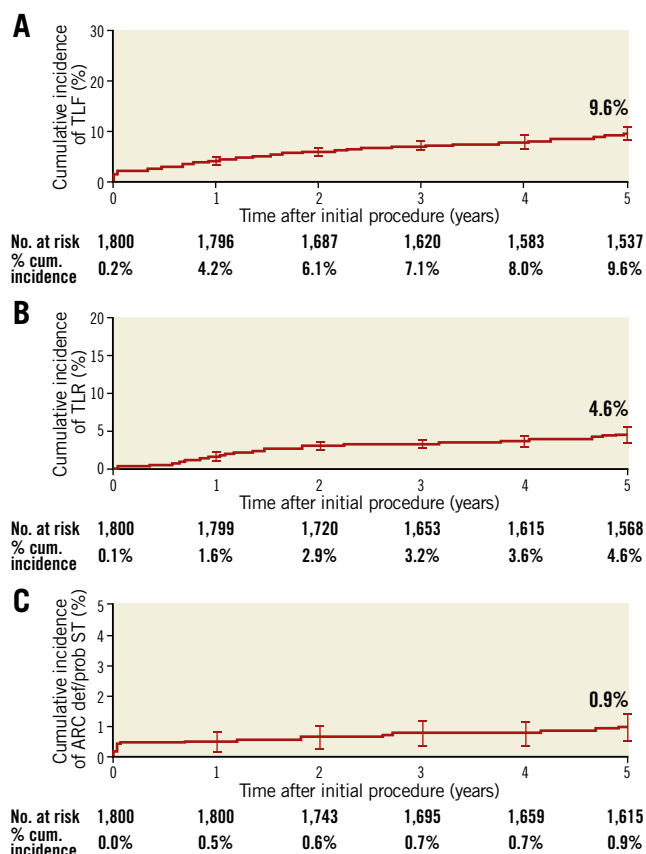 A
Cumulative incidence
of TLF (%)
30
20
10
0
9.6%
0 1 2 3 4 5
Time after initial procedure (years)
No. at risk 1,800 1,796 1,687 1,620 1,583 1,537
% cum.
incidence 0.2% 4.2% 6.1% 7.1% 8.0% 9.6%
B
Cumulative incidence
of TLR (%)
20
15
10
5
0
4.6%
0 1 2 3 4 5
Time after initial procedure (years)
No. at risk 1,800 1,799 1,720 1,653 1,615 1,568
% cum.
incidence 0.1% 1.6% 2.9% 3.2% 3.6% 4.6%
C
Cumulative incidence
of ARC def/prob ST (%)
5
4
3
2
1
0
0.9%
0 1 2 3 4 5
Time after initial procedure (years)
No. at risk 1,800 1,800 1,743 1,695 1,659 1,615
% cum.
incidence 0.0% 0.5% 0.6% 0.7% 0.7% 0.9%